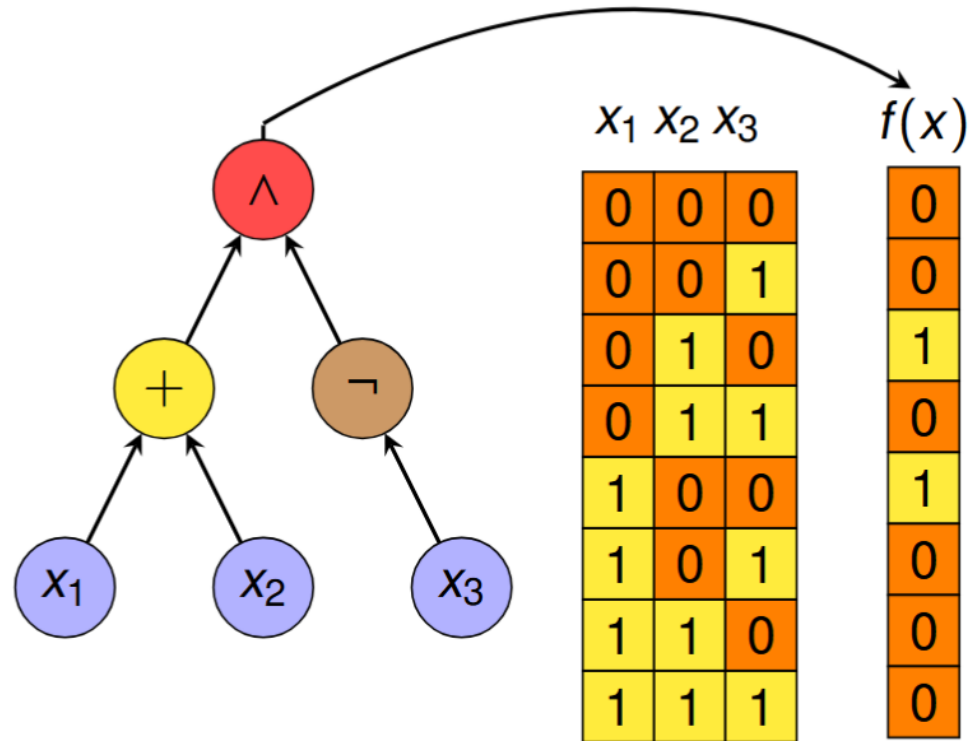 x₁ x₂ x₃ f(x)
∧
+ ¬
x₁ x₂ x₃
0 0 0 0
0 0 1 0
0 1 0 1
0 1 1 0
1 0 0 1
1 0 1 0
1 1 0 0
1 1 1 0